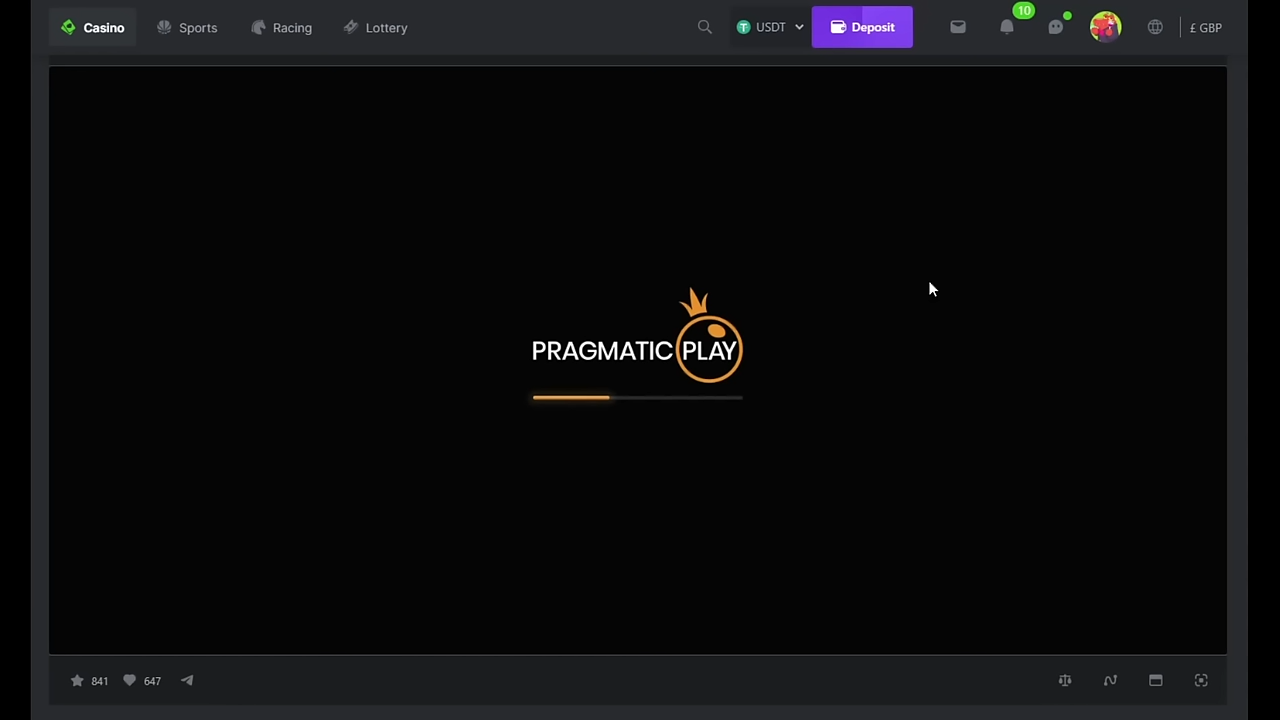 Casino Sports Racing Lottery USDT Deposit 10 £ GBP
PRAGMATIC PLAY
841 647